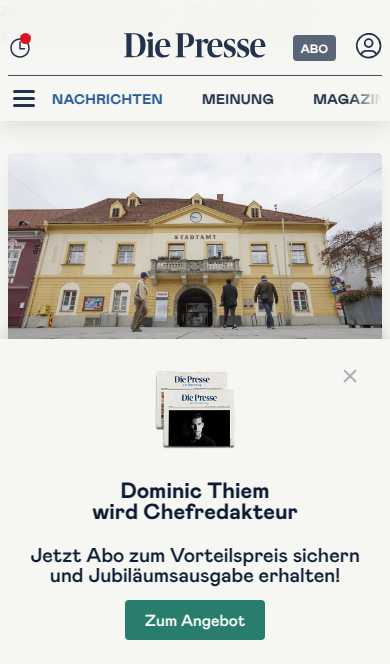 Die Presse
ABO
NACHRICHTEN
MEINUNG
MAGAZIN
STADTAMT
Die Presse
Die Presse
Dominic Thiem
wird Chefredakteur
Jetzt Abo zum Vorteilspreis sichern
und Jubiläumsausgabe erhalten!
Zum Angebot